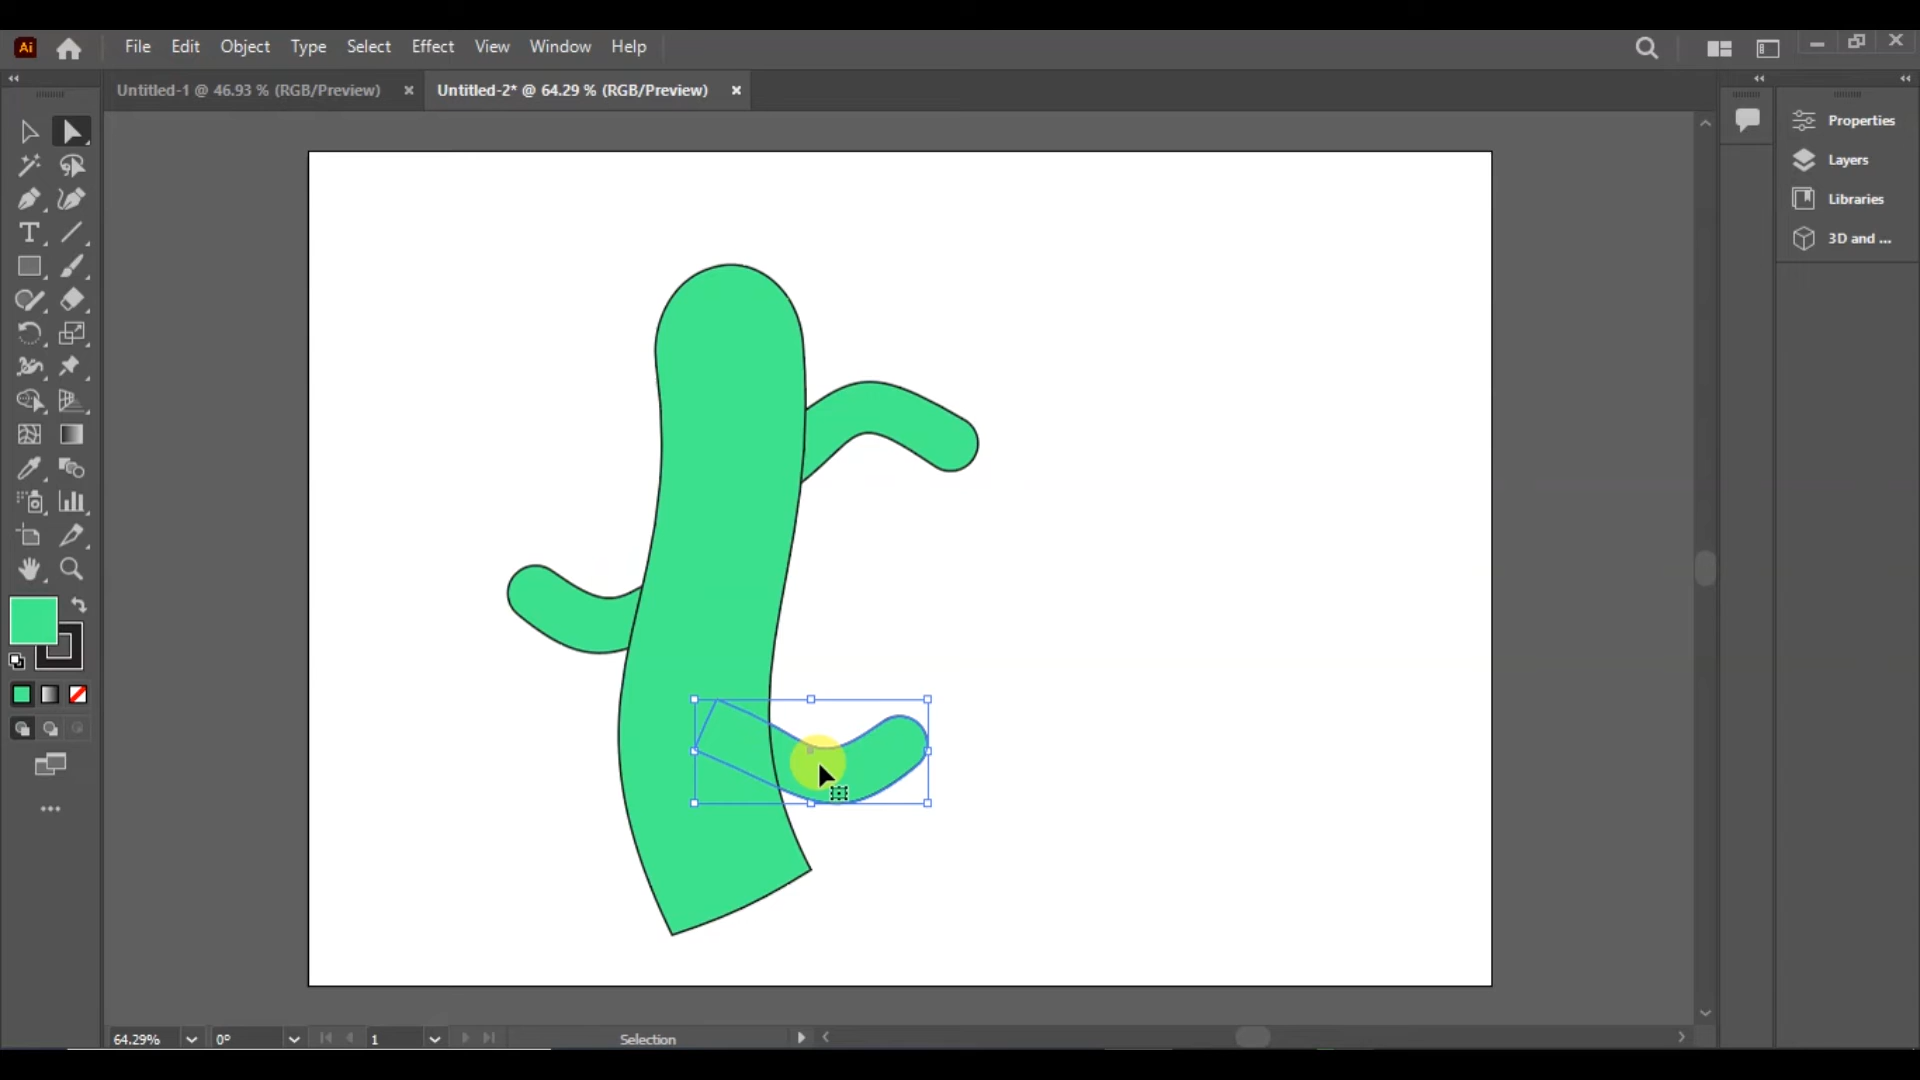 Ai File Edit Object Type Select Effect View Window Help
Untitled-1 @ 46.93 % (RGB/Preview) × Untitled-2* @ 64.29 % (RGB/Preview) ×
Properties
Layers
Libraries
3D and ...
T
64.29% 0° 1 Selection